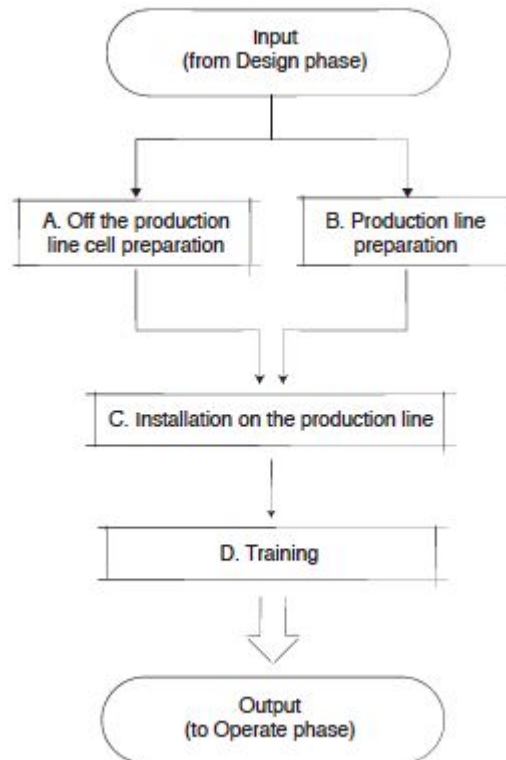 Input
(from Design phase)
A. Off the production
line cell preparation
B. Production line
preparation
C. Installation on the production line
D. Training
Output
(to Operate phase)